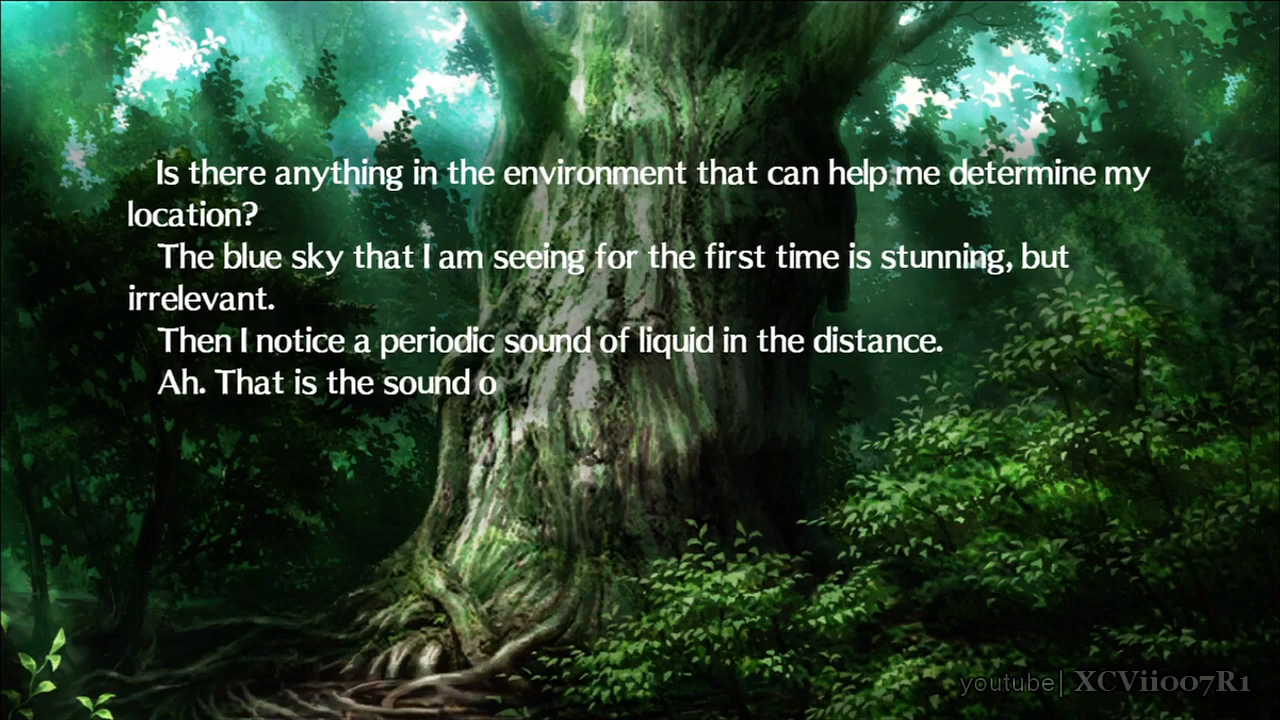 Is there anything in the environment that can help me determine my
location?
The blue sky that I am seeing for the first time is stunning, but
irrelevant.
Then I notice a periodic sound of liquid in the distance.
Ah. That is the sound o
youtube| XCVii007R1